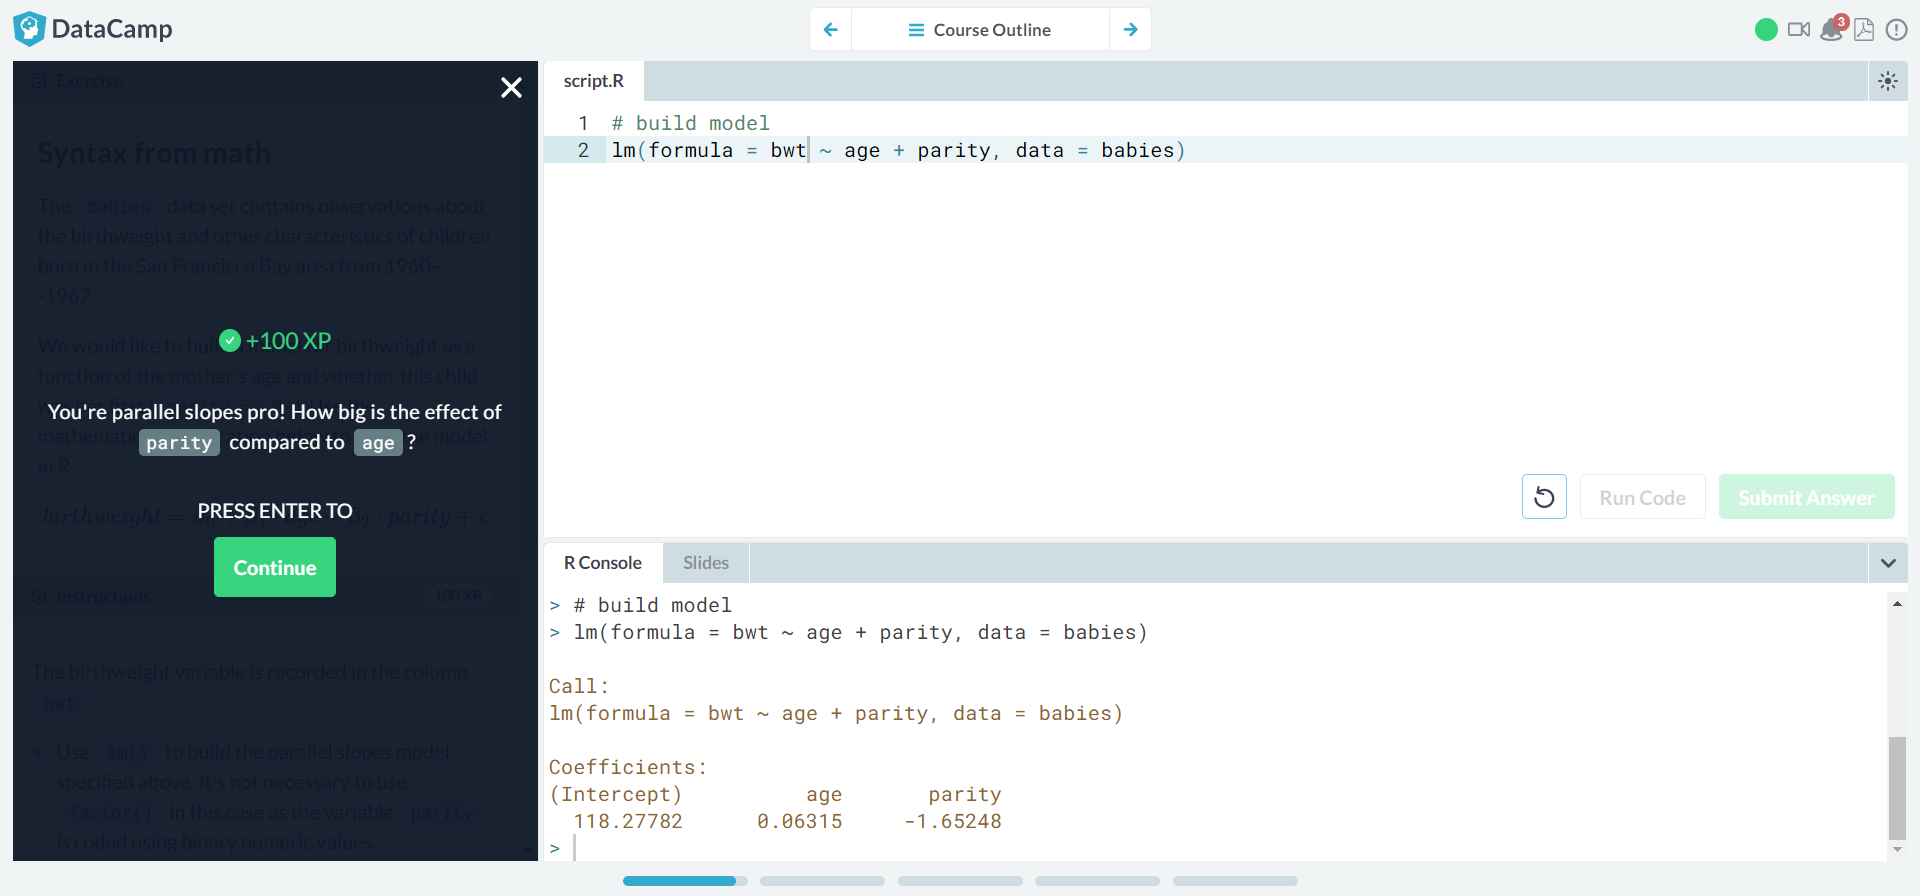 DataCamp
Course Outline
3
Exercise
Syntax from math
The babies data set contains observations about
the birthweight and other characteristics of children
born in the San Francisco Bay area from 1960-
-1967.
We would like to build birthweight as a
function of the mother's age and whether this child
+100 XP
You're parallel slopes pro! How big is the effect of
parity compared to age ?
model
in R.
PRESS ENTER TO
birthweight = β₂ · parity + ϵ
Continue
Instructions
100 XP
The birthweight variable is recorded in the column
bwt .
Use lm() to build the parallel slopes model
specified above. It's not necessary to use
factor() in this case as the variable parity
is coded using binary numeric values.
script.R
1 # build model
2 lm(formula = bwt ~ age + parity, data = babies)
Run Code
Submit Answer
R Console
Slides
> # build model
> lm(formula = bwt ~ age + parity, data = babies)
Call:
lm(formula = bwt ~ age + parity, data = babies)
Coefficients:
(Intercept) age parity
118.27782 0.06315 -1.65248
>